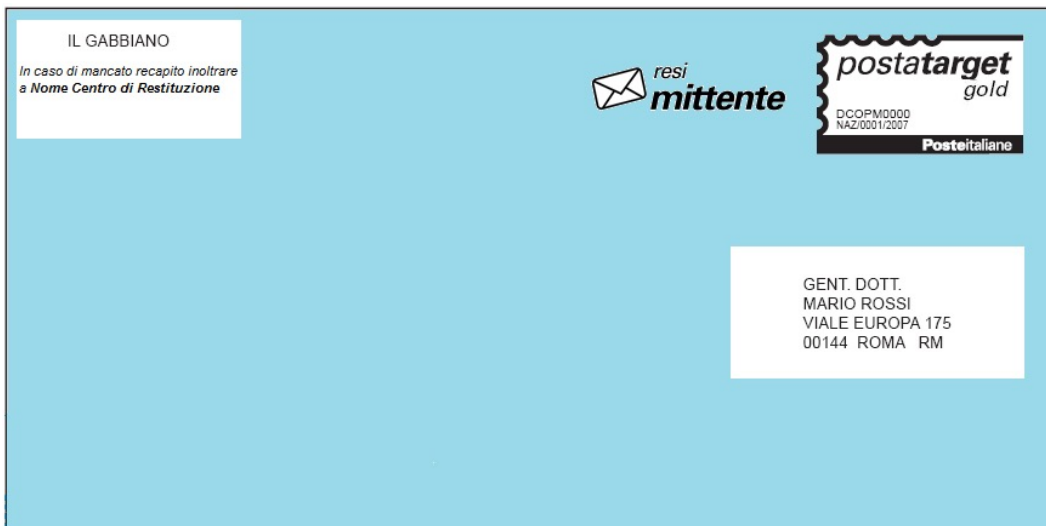 IL GABBIANO
In caso di mancato recapito inoltrare
a Nome Centro di Restituzione
resi
mittente
postatarget
gold
DCOPM0000
NAZ/0001/2007
Posteitaliane
GENT. DOTT.
MARIO ROSSI
VIALE EUROPA 175
00144 ROMA RM